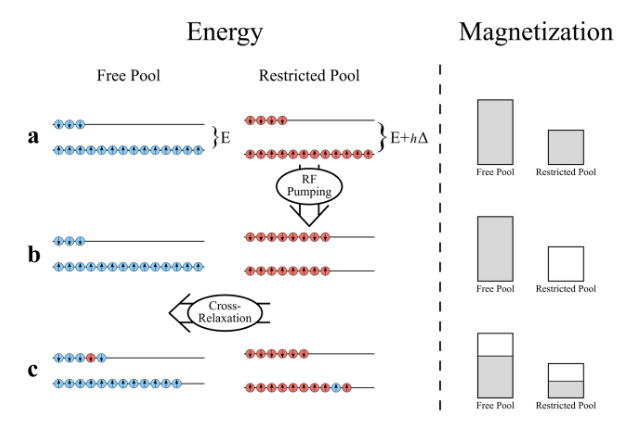 Energy
Magnetization
Free Pool
Restricted Pool
a
E
E+hΔ
Free Pool
Restricted Pool
RF
Pumping
b
Free Pool
Restricted Pool
Cross-
Relaxation
c
Free Pool
Restricted Pool